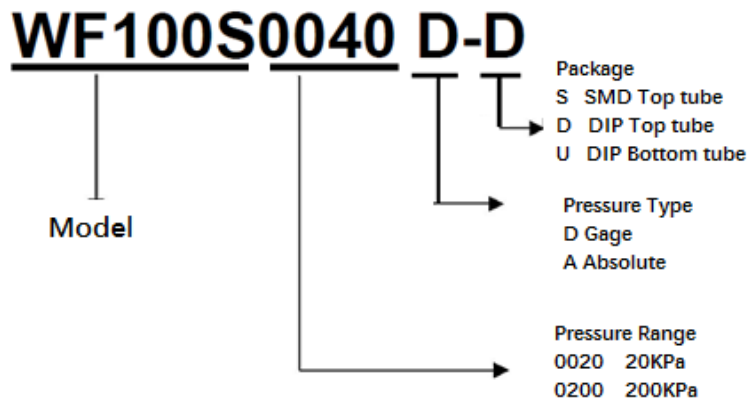 WF100S0040 D-D
Package
S SMD Top tube
D DIP Top tube
U DIP Bottom tube
Pressure Type
D Gage
A Absolute
Model
Pressure Range
0020 20KPa
0200 200KPa